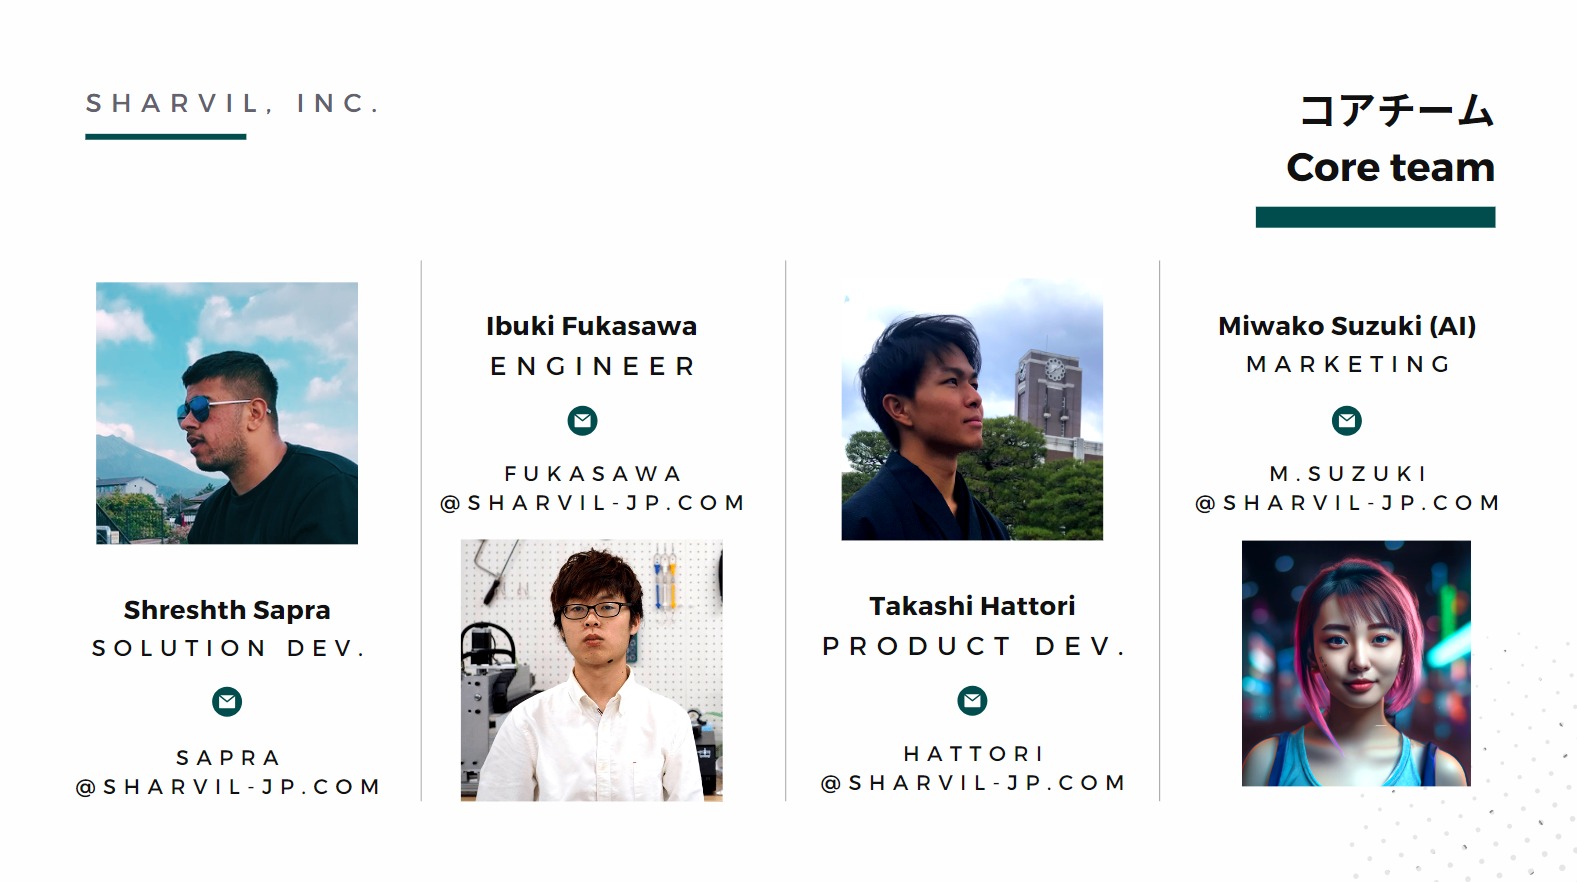 SHARVIL, INC.
コアチーム
Core team
Shreshth Sapra
SOLUTION DEV.
SAPRA
@SHARVIL-JP.COM
Ibuki Fukasawa
ENGINEER
FUKASAWA
@SHARVIL-JP.COM
Takashi Hattori
PRODUCT DEV.
HATTORI
@SHARVIL-JP.COM
Miwako Suzuki (AI)
MARKETING
M.SUZUKI
@SHARVIL-JP.COM